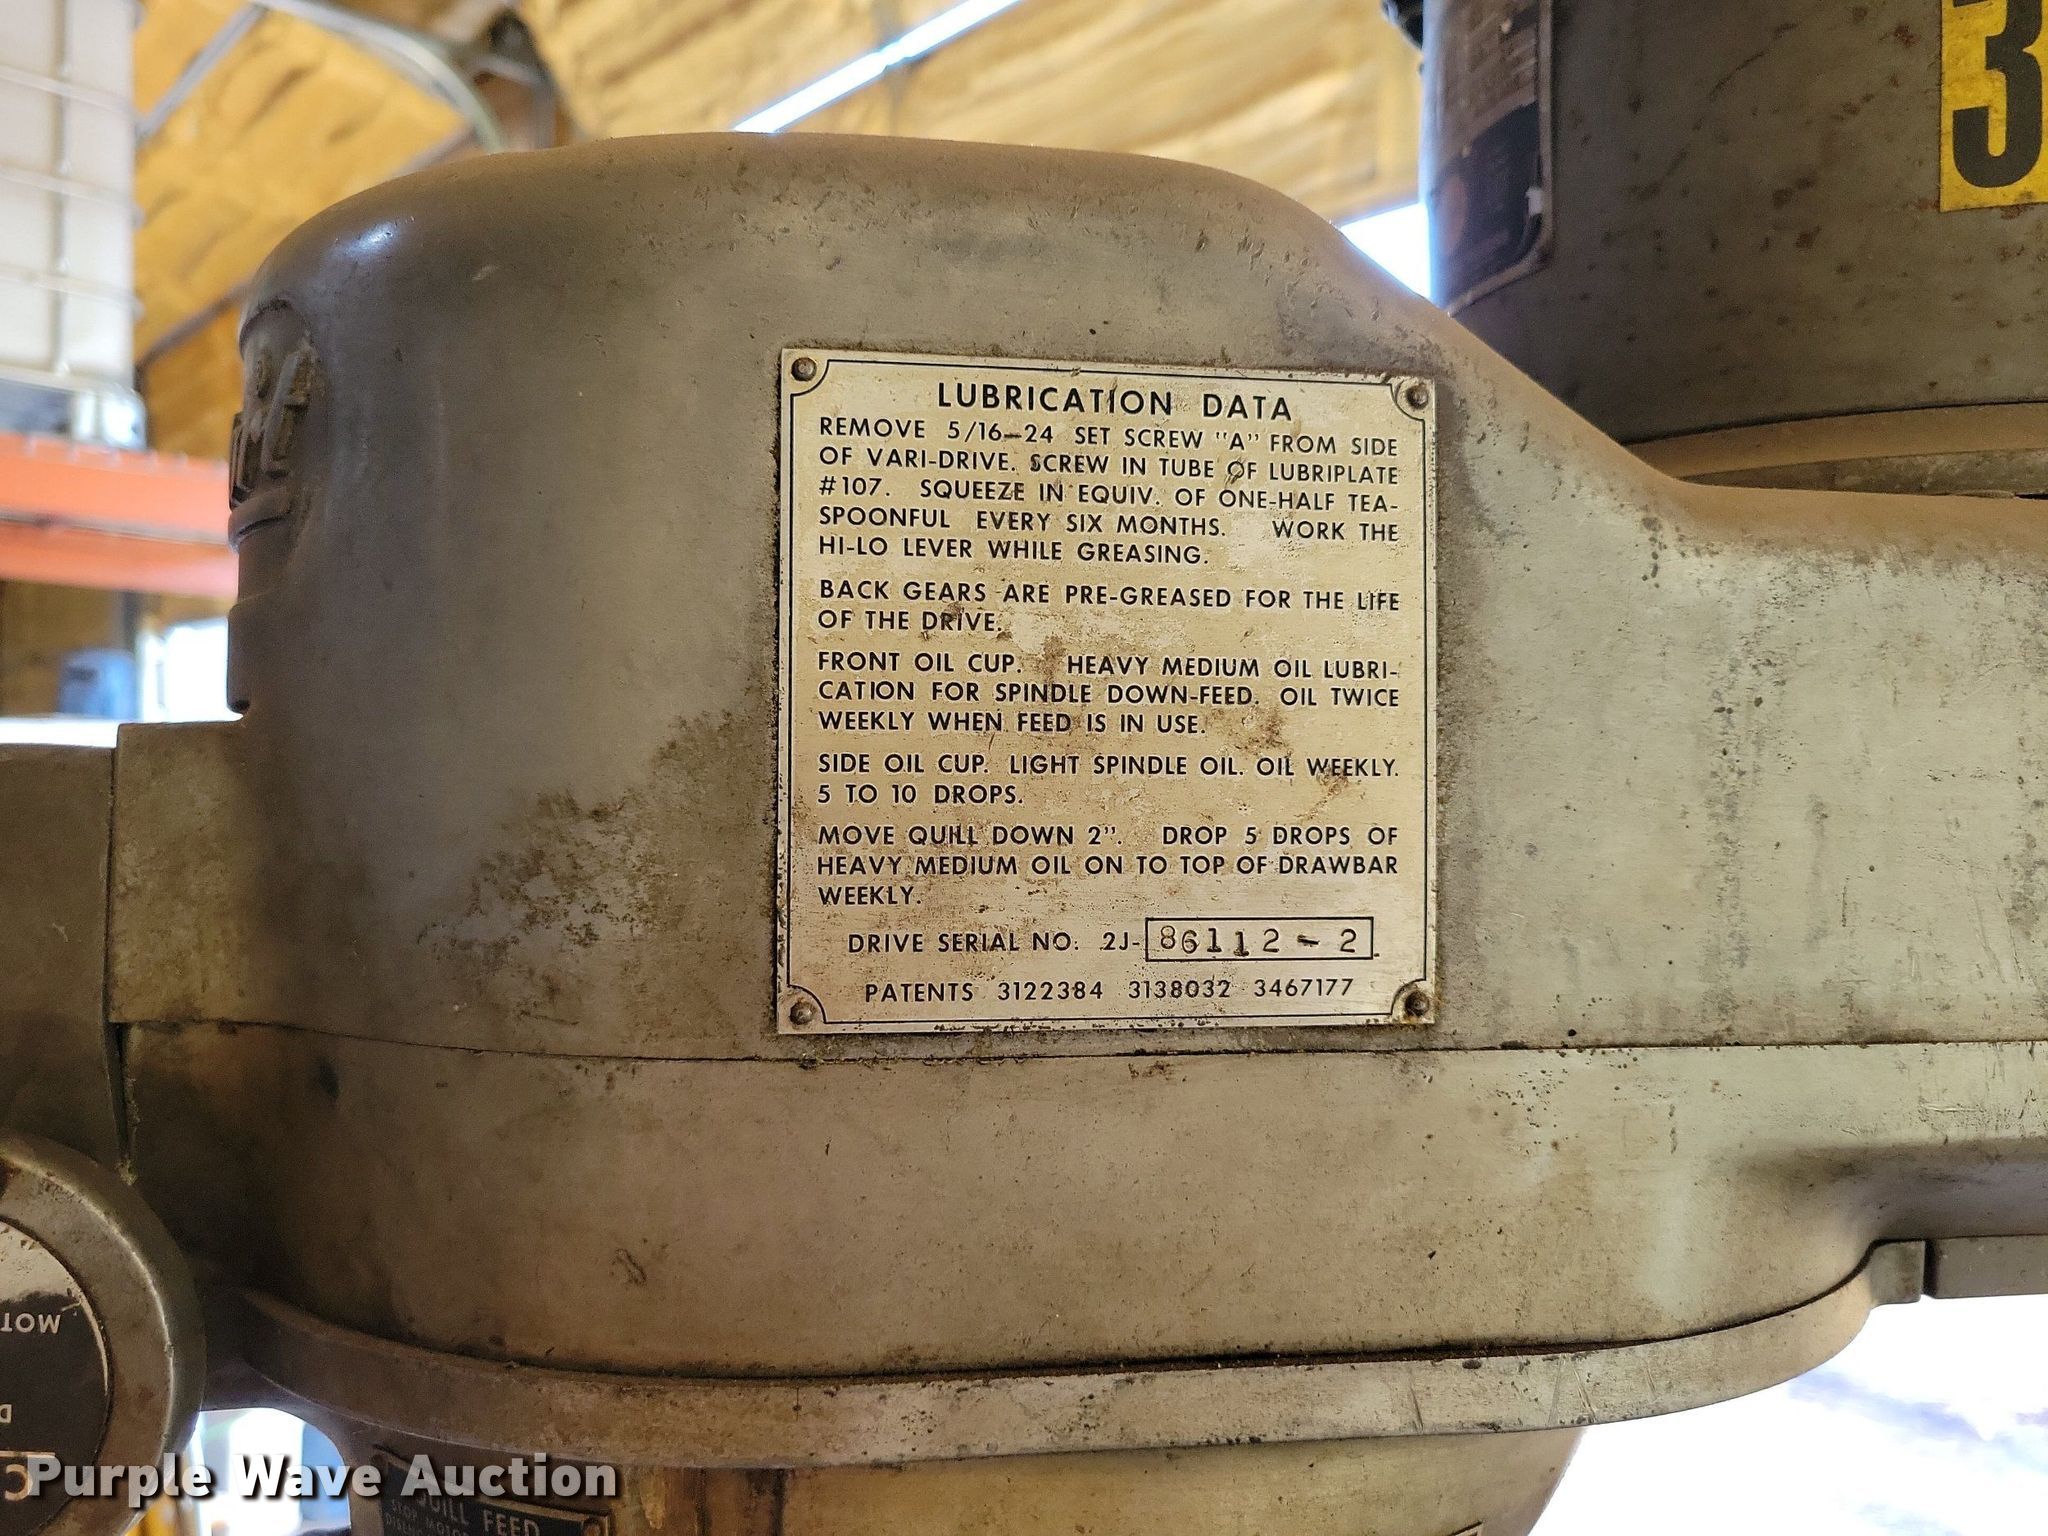 3
LUBRICATION DATA
REMOVE 5/16-24 SET SCREW "A" FROM SIDE
OF VARI-DRIVE. SCREW IN TUBE OF LUBRIPLATE
#107. SQUEEZE IN EQUIV. OF ONE-HALF TEA-
SPOONFUL EVERY SIX MONTHS. WORK THE
HI-LO LEVER WHILE GREASING.
BACK GEARS ARE PRE-GREASED FOR THE LIFE
OF THE DRIVE.
FRONT OIL CUP. HEAVY MEDIUM OIL LUBRI-
CATION FOR SPINDLE DOWN-FEED. OIL TWICE
WEEKLY WHEN FEED IS IN USE.
SIDE OIL CUP. LIGHT SPINDLE OIL. OIL WEEKLY.
5 TO 10 DROPS.
MOVE QUILL DOWN 2". DROP 5 DROPS OF
HEAVY MEDIUM OIL ON TO TOP OF DRAWBAR
WEEKLY.
DRIVE SERIAL NO. 2J-86112-2
PATENTS 3122384 3138032 3467177
MOT
Purple Wave Auction
QUILL FEED
STOP MOTOR